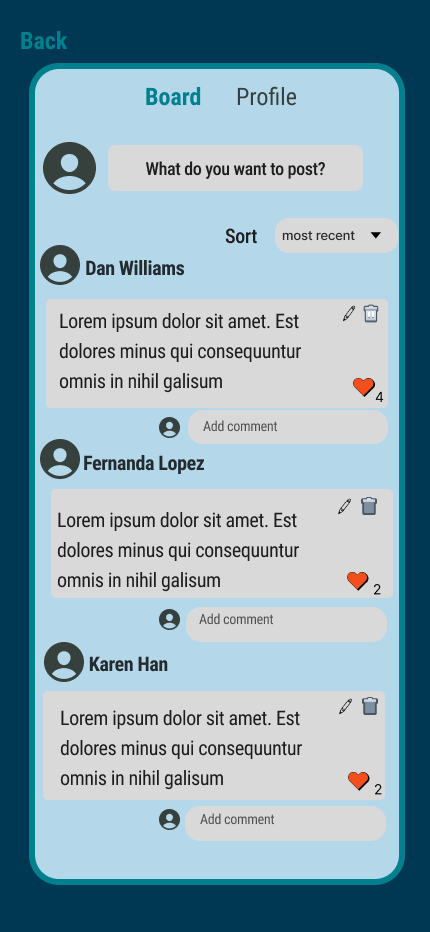 Back
Board Profile
What do you want to post?
Sort most recent
Dan Williams
Lorem ipsum dolor sit amet. Est
dolores minus qui consequuntur
omnis in nihil galisum
4
Add comment
Fernanda Lopez
Lorem ipsum dolor sit amet. Est
dolores minus qui consequuntur
omnis in nihil galisum
2
Add comment
Karen Han
Lorem ipsum dolor sit amet. Est
dolores minus qui consequuntur
omnis in nihil galisum
2
Add comment